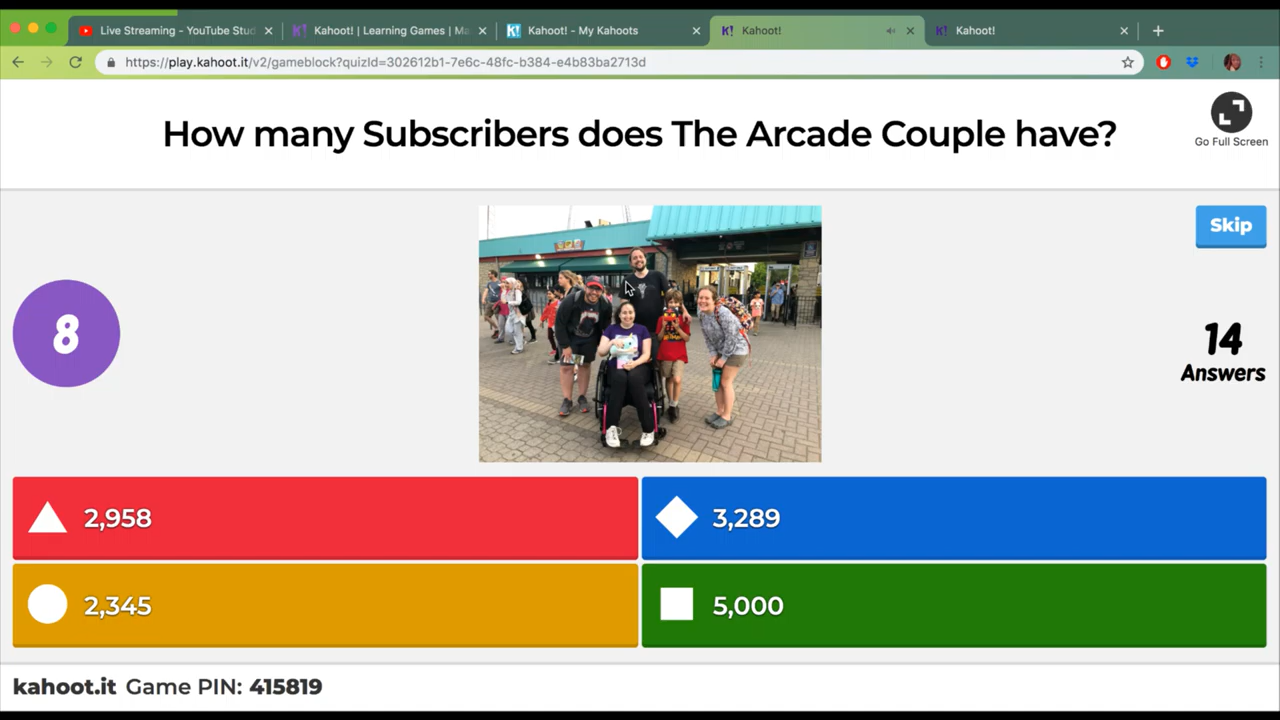 Live Streaming - YouTube Stud
Kahoot! | Learning Games | Ma
Kahoot! - My Kahoots
Kahoot!
Kahoot!
https://play.kahoot.it/v2/gameblock?quizId=302612b1-7e6c-48fc-b384-e4b83ba2713d
How many Subscribers does The Arcade Couple have?
Go Full Screen
Skip
8
14
Answers
2,958
3,289
2,345
5,000
kahoot.it Game PIN: 415819